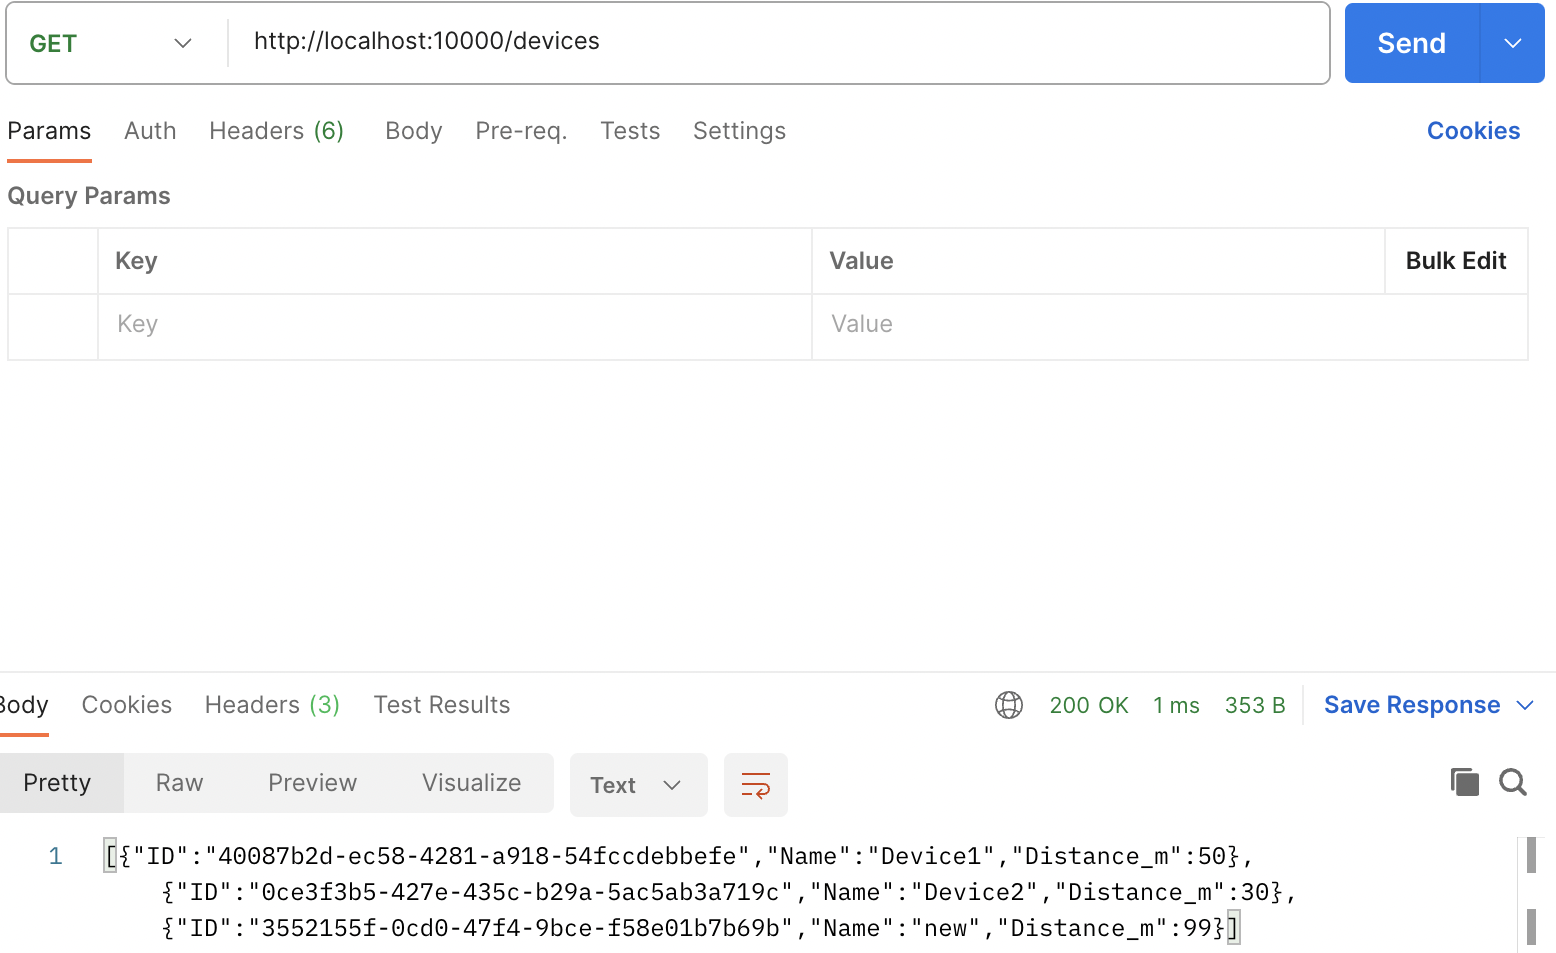 GET http://localhost:10000/devices Send
Params Auth Headers (6) Body Pre-req. Tests Settings Cookies
Query Params
Key Value Bulk Edit
Key Value
Body Cookies Headers (3) Test Results 200 OK 1 ms 353 B Save Response
Pretty Raw Preview Visualize Text
1 [{"ID":"40087b2d-ec58-4281-a918-54fccdebbefe","Name":"Device1","Distance_m":50},
{"ID":"0ce3f3b5-427e-435c-b29a-5ac5ab3a719c","Name":"Device2","Distance_m":30},
{"ID":"3552155f-0cd0-47f4-9bce-f58e01b7b69b","Name":"new","Distance_m":99}]